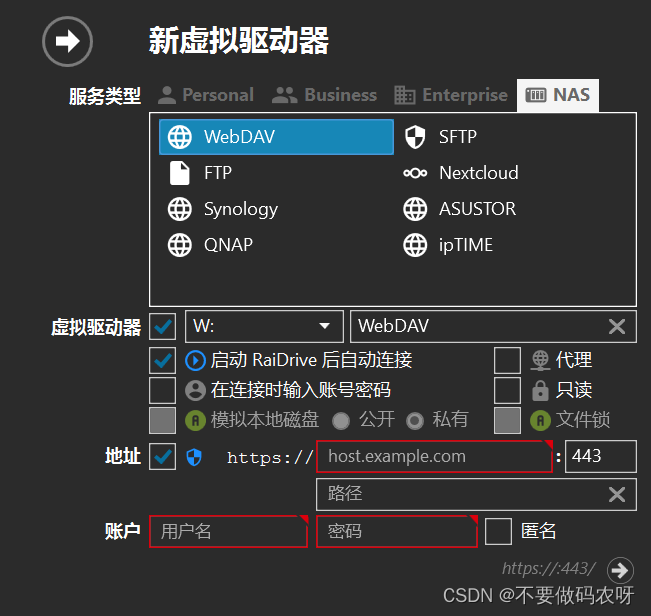 新虚拟驱动器
服务类型 Personal Business Enterprise NAS
WebDAV SFTP
FTP Nextcloud
Synology ASUSTOR
QNAP ipTIME
虚拟驱动器 W: WebDAV
启动 RaiDrive 后自动连接 代理
在连接时输入账号密码 只读
A 模拟本地磁盘 公开 私有 A 文件锁
地址 https:// host.example.com : 443
路径
账户 用户名 密码 匿名
https://:443/
CSDN @不要做码农呀